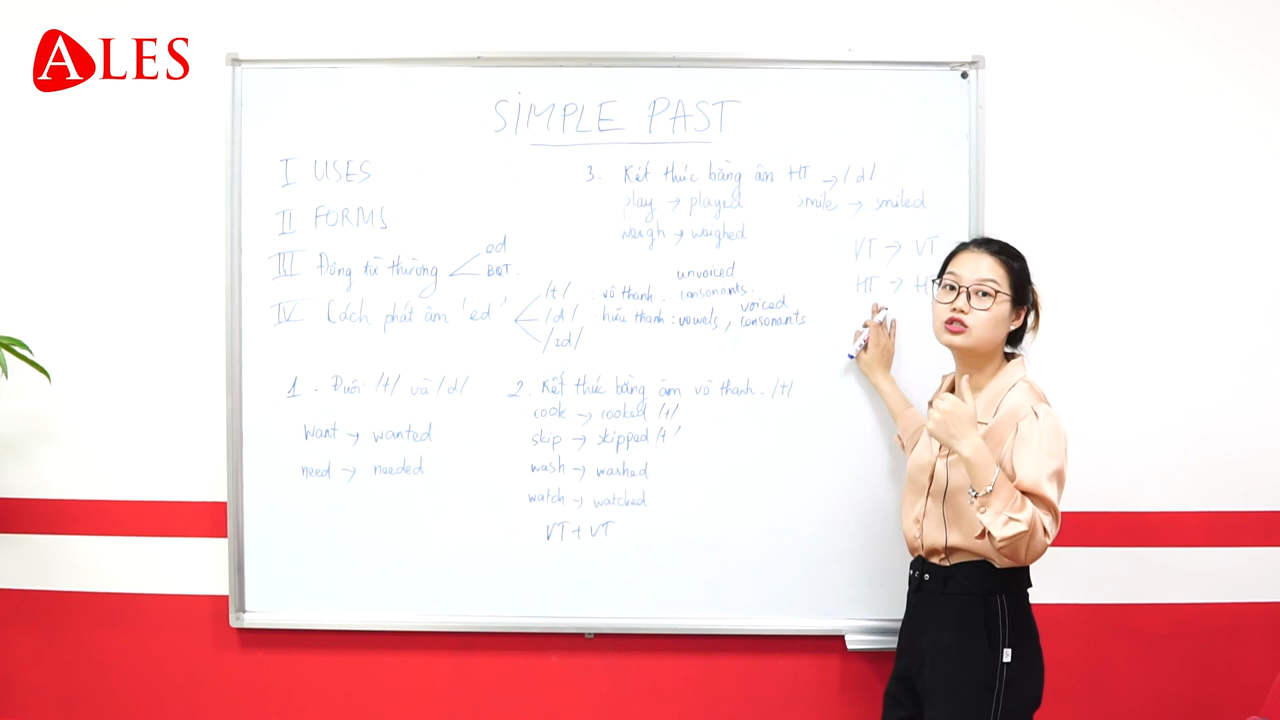 ALES
SIMPLE PAST
I USES
II FORMS
III Động từ thường
ed
BQT.
IV Cách phát âm 'ed'
/t/ : vô thanh. unvoiced consonants.
/d/ : hữu thanh : vowels, voiced consonants
/ɪd/
1. Đuôi /t/ và /d/
want → wanted
need → needed
2. Kết thúc bằng âm vô thanh. /t/
cook → cooked /t/
skip → skipped /t/
wash → washed
watch → watched
VT + VT
3. Kết thúc bằng âm HT → /d/
play → played
smile → smiled
weigh → weighed
VT → VT
HT → HT